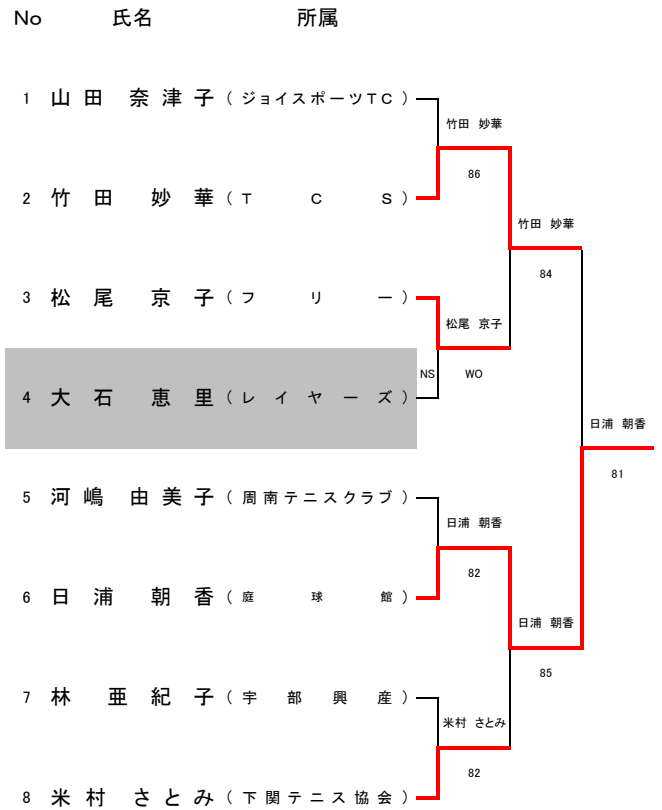 No 氏名 所属
1 山田 奈津子 (ジョイスポーツTC)
竹田 妙華
86
2 竹田 妙華 (TCS)
竹田 妙華
84
3 松尾 京子 (フリー)
松尾 京子
NS WO
4 大石 恵里 (レイヤーズ)
日浦 朝香
81
5 河嶋 由美子 (周南テニスクラブ)
日浦 朝香
82
6 日浦 朝香 (庭球館)
日浦 朝香
85
7 林 亜紀子 (宇部興産)
米村 さとみ
82
8 米村 さとみ (下関テニス協会)